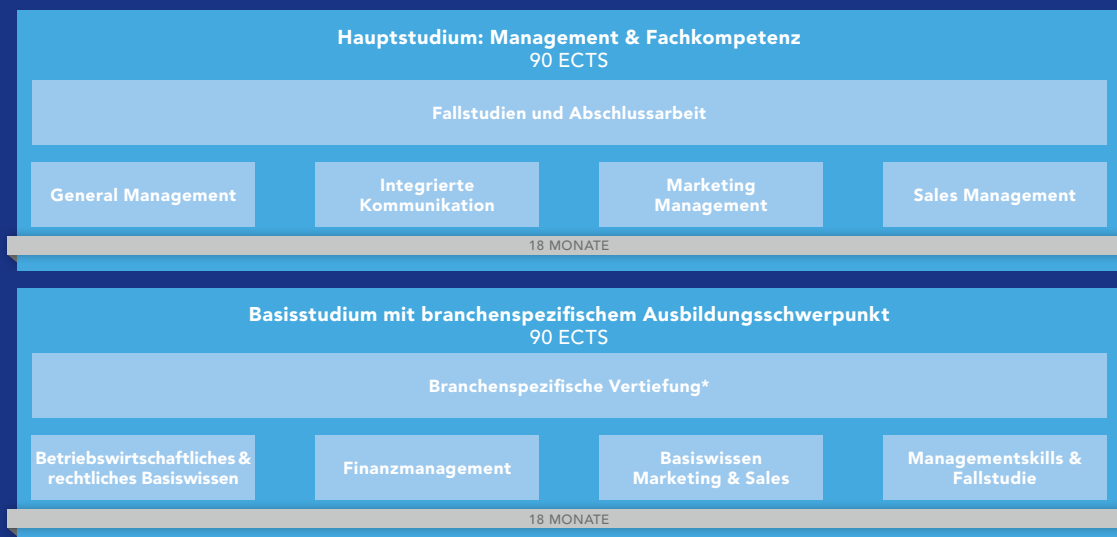 Hauptstudium: Management & Fachkompetenz
90 ECTS
Fallstudien und Abschlussarbeit
General Management
Integrierte
Kommunikation
Marketing
Management
Sales Management
18 MONATE
Basisstudium mit branchenspezifischem Ausbildungsschwerpunkt
90 ECTS
Branchenspezifische Vertiefung*
Betriebswirtschaftliches &
rechtliches Basiswissen
Finanzmanagement
Basiswissen
Marketing & Sales
Managementskills &
Fallstudie
18 MONATE